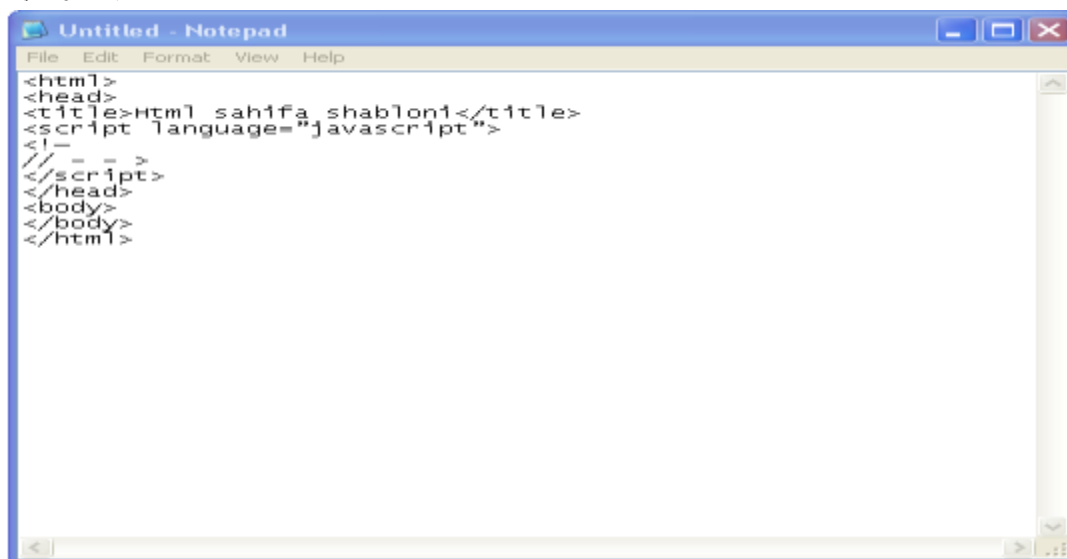 Untitled - Notepad
File Edit Format View Help
<html>
<head>
<title>Html sahifa shabloni</title>
<script language="javascript">
<!–
// - - >
</script>
</head>
<body>
</body>
</html>